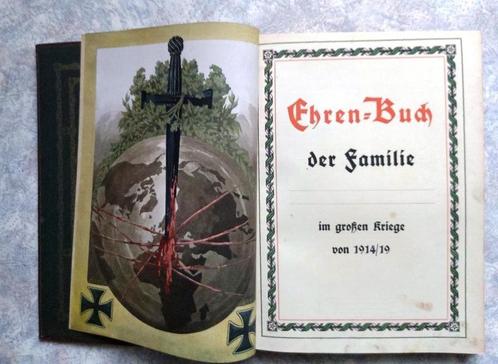 Ehren=Buch
der Familie
im großen Kriege
von 1914/19